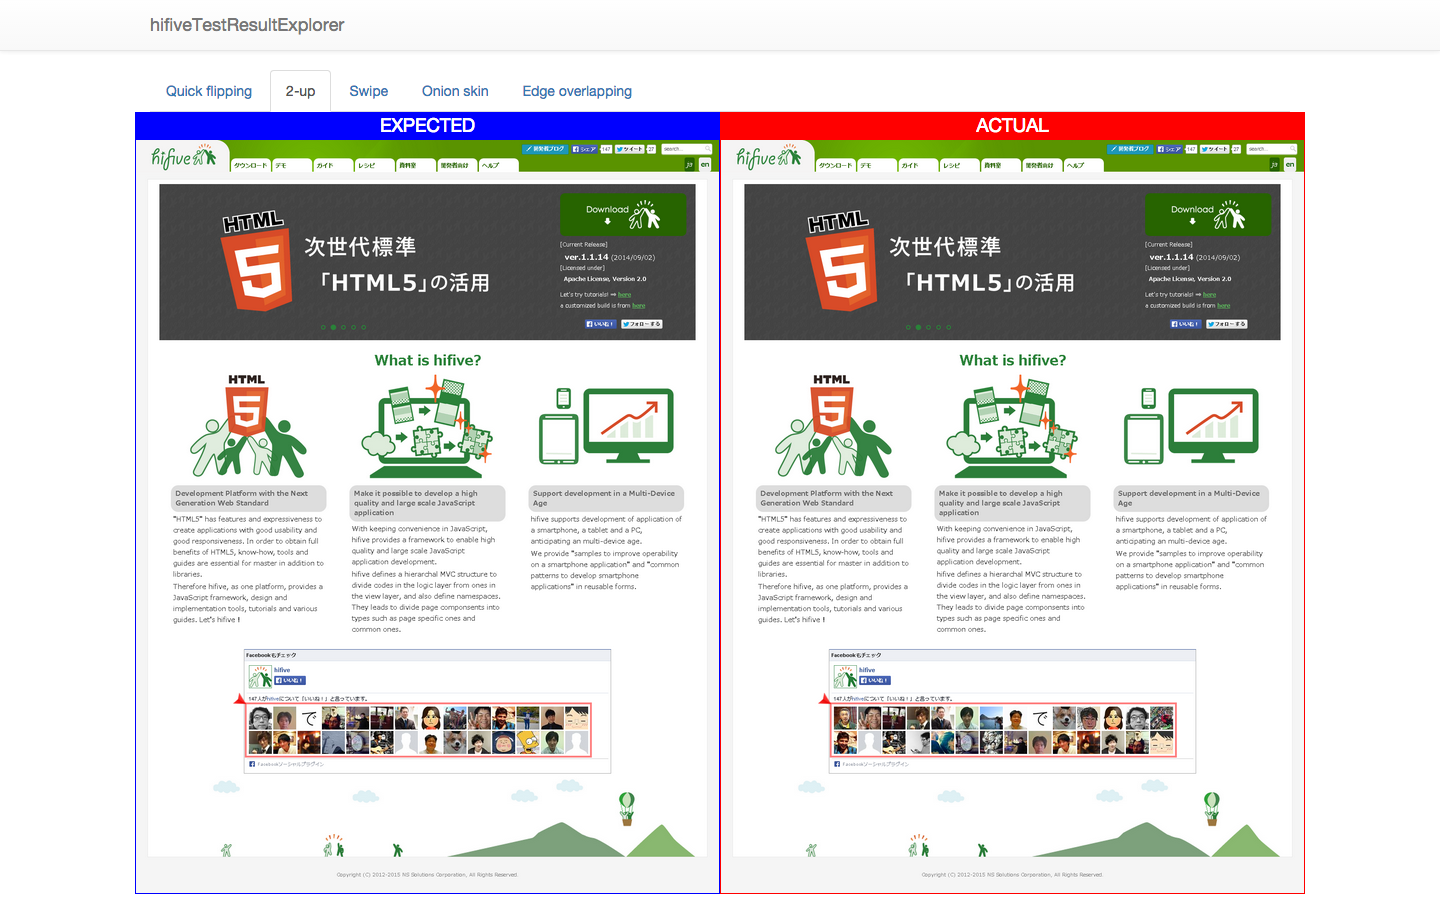 hifiveTestResultExplorer
Quick flipping
2-up
Swipe
Onion skin
Edge overlapping
EXPECTED
hifive
開発者ブログ
シェア
147
ツイート
27
search...
ダウンロード
デモ
ガイド
レシピ
資料室
開発者向け
ヘルプ
ja
en
HTML
5
次世代標準
「HTML5」の活用
Download
[Current Release]
ver.1.1.14 (2014/09/02)
[Licensed under]
Apache License, Version 2.0
Let's try tutorials! ⇒ here
a customized build is from here
いいね!
フォローする
What is hifive?
HTML
5
Development Platform with the Next
Generation Web Standard
"HTML5" has features and expressiveness to
create applications with good usability and
good responsiveness. In order to obtain full
benefits of HTML5, know-how, tools and
guides are essential for master in addition to
libraries.
Therefore hifive, as one platform, provides a
JavaScript framework, design and
implementation tools, tutorials and various
guides. Let's hifive !
Make it possible to develop a high
quality and large scale JavaScript
application
With keeping convenience in JavaScript,
hifive provides a framework to enable high
quality and large scale JavaScript
application development.
hifive defines a hierarhal MVC structure to
divide codes in the logic layer from ones in
the view layer, and also define namespaces.
They leads to divide page componsents into
types such as page specific ones and
common ones.
Support development in a Multi-Device
Age
hifive supports development of application of
a smartphone, a tablet and a PC,
anticipating an multi-device age.
We provide "samples to improve operability
on a smartphone application" and "common
patterns to develop smartphone
applications" in reusable forms.
Facebookもチェック
hifive
いいね!
147人がhifiveについて「いいね!」と言っています。
で
Facebookソーシャルプラグイン
Copyright (C) 2012-2015 NS Solutions Corporation, All Rights Reserved.
ACTUAL
hifive
開発者ブログ
シェア
147
ツイート
27
search...
ダウンロード
デモ
ガイド
レシピ
資料室
開発者向け
ヘルプ
ja
en
HTML
5
次世代標準
「HTML5」の活用
Download
[Current Release]
ver.1.1.14 (2014/09/02)
[Licensed under]
Apache License, Version 2.0
Let's try tutorials! ⇒ here
a customized build is from here
いいね!
フォローする
What is hifive?
HTML
5
Development Platform with the Next
Generation Web Standard
"HTML5" has features and expressiveness to
create applications with good usability and
good responsiveness. In order to obtain full
benefits of HTML5, know-how, tools and
guides are essential for master in addition to
libraries.
Therefore hifive, as one platform, provides a
JavaScript framework, design and
implementation tools, tutorials and various
guides. Let's hifive !
Make it possible to develop a high
quality and large scale JavaScript
application
With keeping convenience in JavaScript,
hifive provides a framework to enable high
quality and large scale JavaScript
application development.
hifive defines a hierarhal MVC structure to
divide codes in the logic layer from ones in
the view layer, and also define namespaces.
They leads to divide page componsents into
types such as page specific ones and
common ones.
Support development in a Multi-Device
Age
hifive supports development of application of
a smartphone, a tablet and a PC,
anticipating an multi-device age.
We provide "samples to improve operability
on a smartphone application" and "common
patterns to develop smartphone
applications" in reusable forms.
Facebookもチェック
hifive
いいね!
147人がhifiveについて「いいね!」と言っています。
で
Facebookソーシャルプラグイン
Copyright (C) 2012-2015 NS Solutions Corporation, All Rights Reserved.